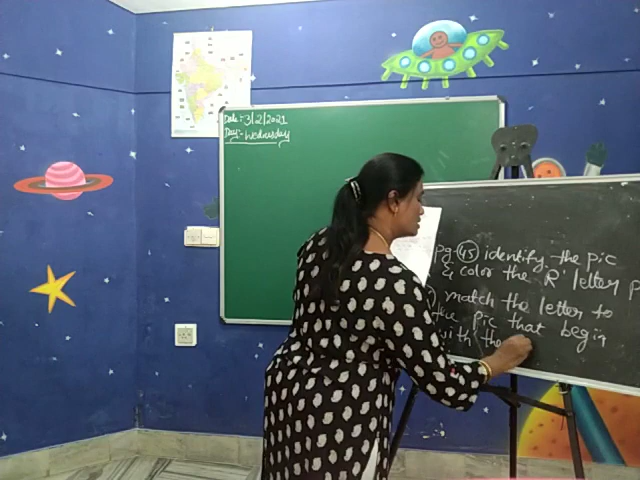 Date :- 3/2/2021
Day:- Wednesday
pg-45 identify the pic
& color the 'R' letter p
) match the letter to
the pic that begin
with the